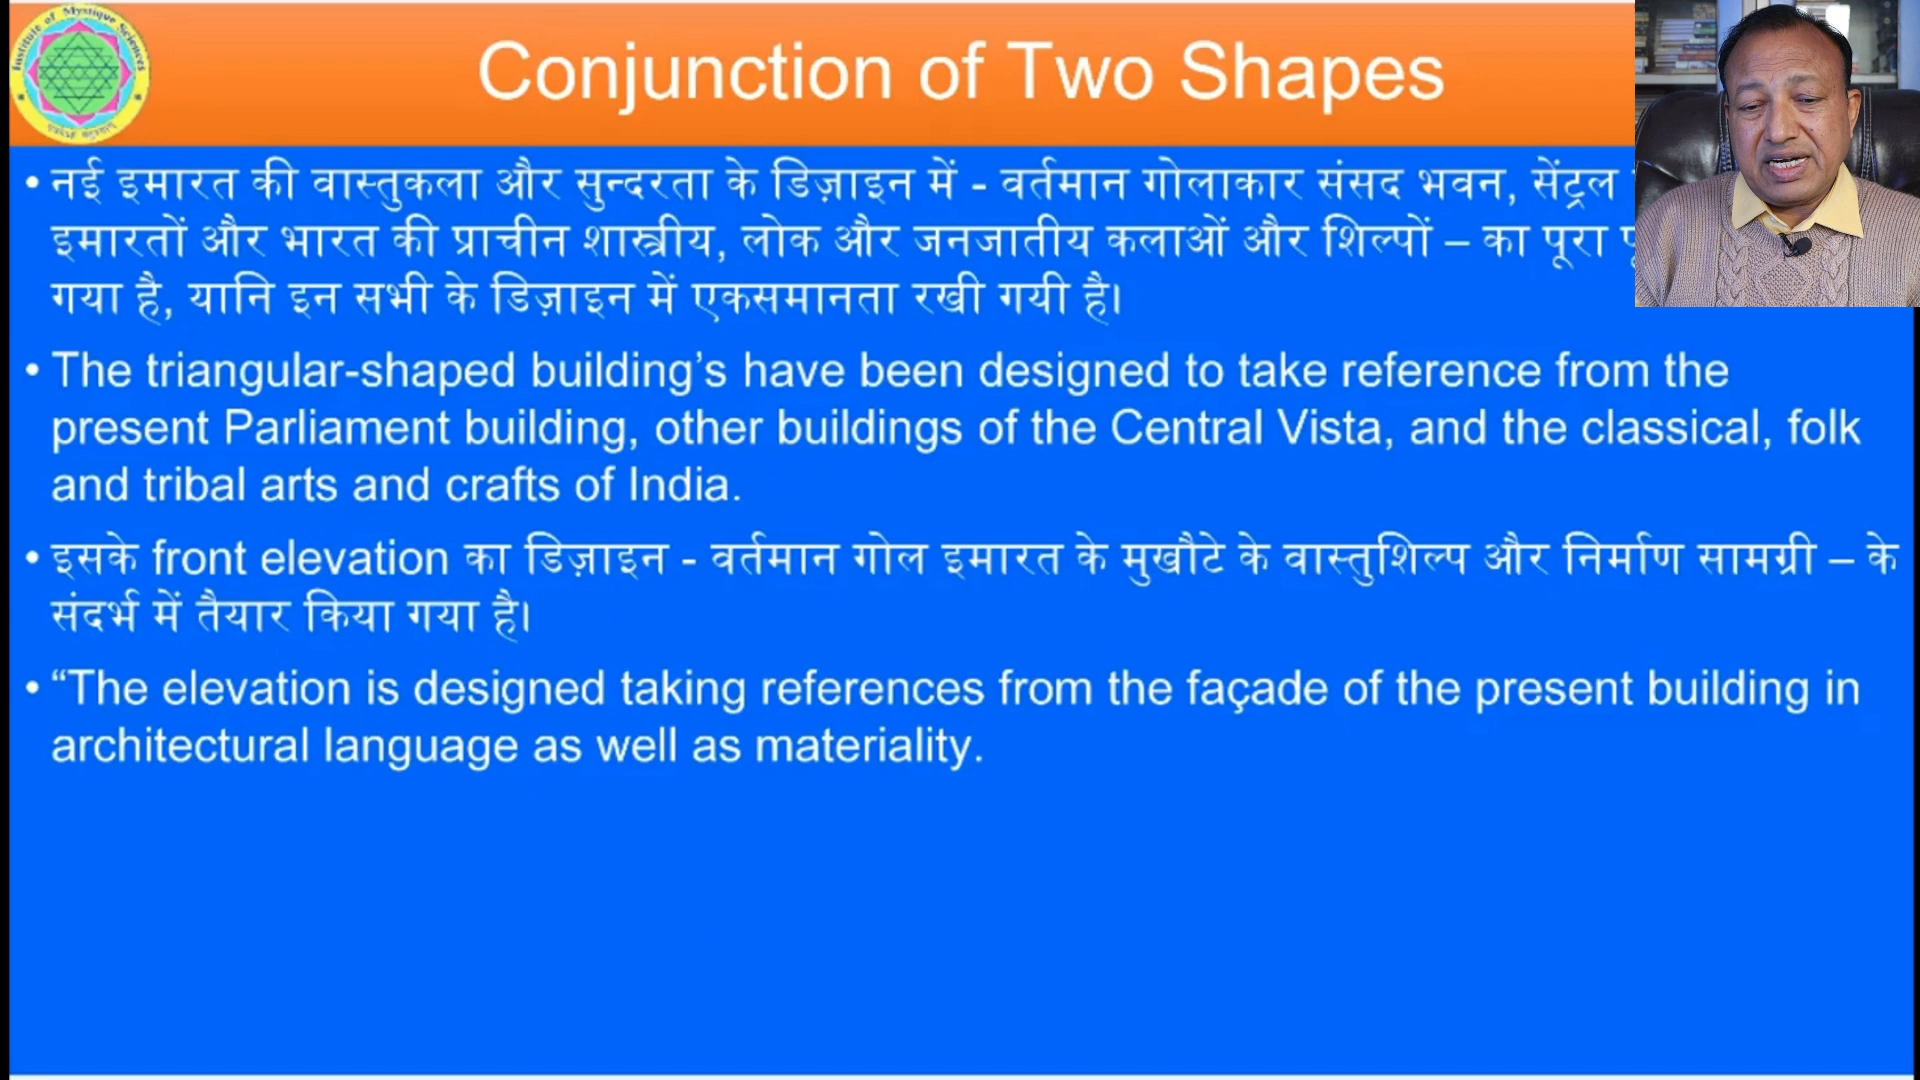 Institute of Mystique Sciences
Conjunction of Two Shapes
• नई इमारत की वास्तुकला और सुन्दरता के डिज़ाइन में - वर्तमान गोलाकार संसद भवन, सेंट्रल
इमारतों और भारत की प्राचीन शास्त्रीय, लोक और जनजातीय कलाओं और शिल्पों – का पूरा
गया है, यानि इन सभी के डिज़ाइन में एकसमानता रखी गयी है।
• The triangular-shaped building’s have been designed to take reference from the
present Parliament building, other buildings of the Central Vista, and the classical, folk
and tribal arts and crafts of India.
• इसके front elevation का डिज़ाइन - वर्तमान गोल इमारत के मुखौटे के वास्तुशिल्प और निर्माण सामग्री – के
संदर्भ में तैयार किया गया है।
• “The elevation is designed taking references from the façade of the present building in
architectural language as well as materiality.